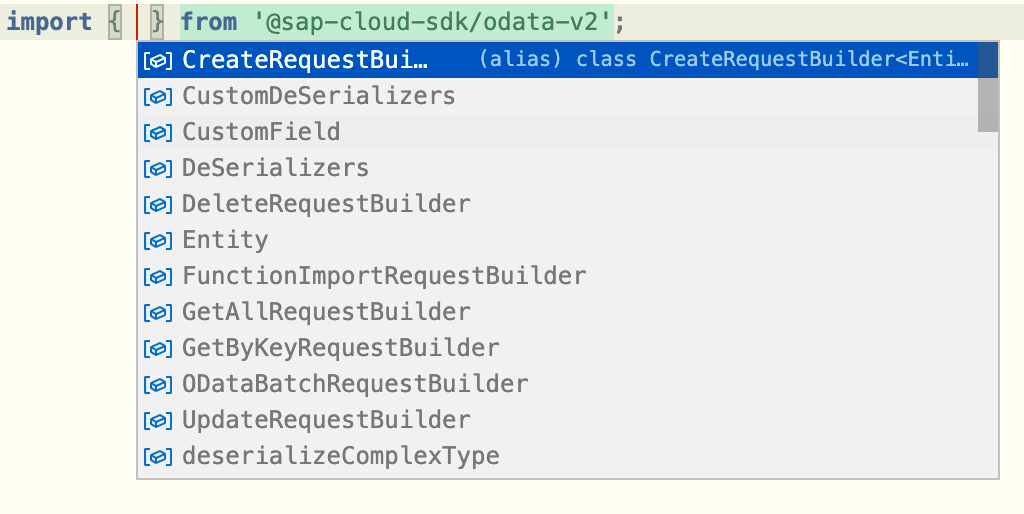 import { } from '@sap-cloud-sdk/odata-v2';
CreateRequestBui… (alias) class CreateRequestBuilder<Enti…
CustomDeSerializers
CustomField
DeSerializers
DeleteRequestBuilder
Entity
FunctionImportRequestBuilder
GetAllRequestBuilder
GetByKeyRequestBuilder
ODataBatchRequestBuilder
UpdateRequestBuilder
deserializeComplexType